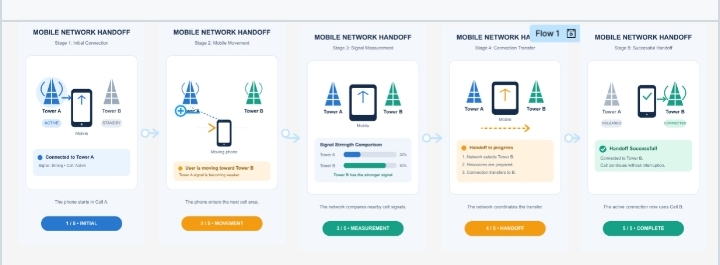 MOBILE NETWORK HANDOFF
Stage 1: Initial Connection
Tower A
Tower B
ACTIVE
STANDBY
Mobile
Connected to Tower A
The phone starts in Cell A.
1 / 5 • INITIAL
MOBILE NETWORK HANDOFF
Stage 2: Mobile Movement
Tower B
Moving phone
User is moving toward Tower B
Tower A signal is becoming weaker.
The phone enters the next cell area.
2 / 5 • MOVEMENT
MOBILE NETWORK HANDOFF
Stage 3: Signal Measurement
Tower A
Tower B
Mobile
Signal Strength Comparison
Tower A
Tower B
Tower B has the stronger signal
The network compares nearby cell signals.
3 / 5 • MEASUREMENT
Flow 1
MOBILE NETWORK HA
Stage 4: Connection Transfer
Tower A
Tower B
Mobile
Handoff in progress
1. Network selects Tower B.
2. Resources are prepared.
3. Connection transfers to B.
The network coordinates the transfer.
4 / 5 • HANDOFF
MOBILE NETWORK HANDOFF
Stage 5: Successful Handoff
Tower A
Tower B
CONNECTED
Handoff Successful!
Connected to Tower B.
Call continues without interruption.
The active connection now uses Cell B.
5 / 5 • COMPLETE